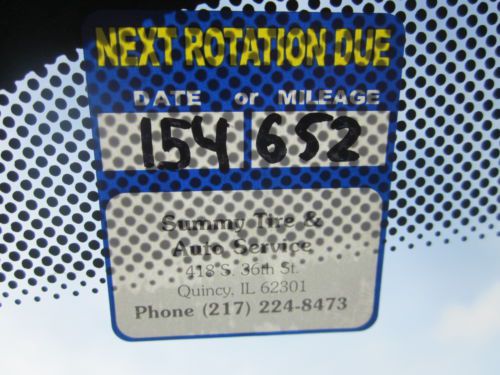 NEXT ROTATION DUE
DATE or MILEAGE
154 652
Summy Tire &
Auto Service
418 S. 36th St.
Quincy, IL 62301
Phone (217) 224-8473